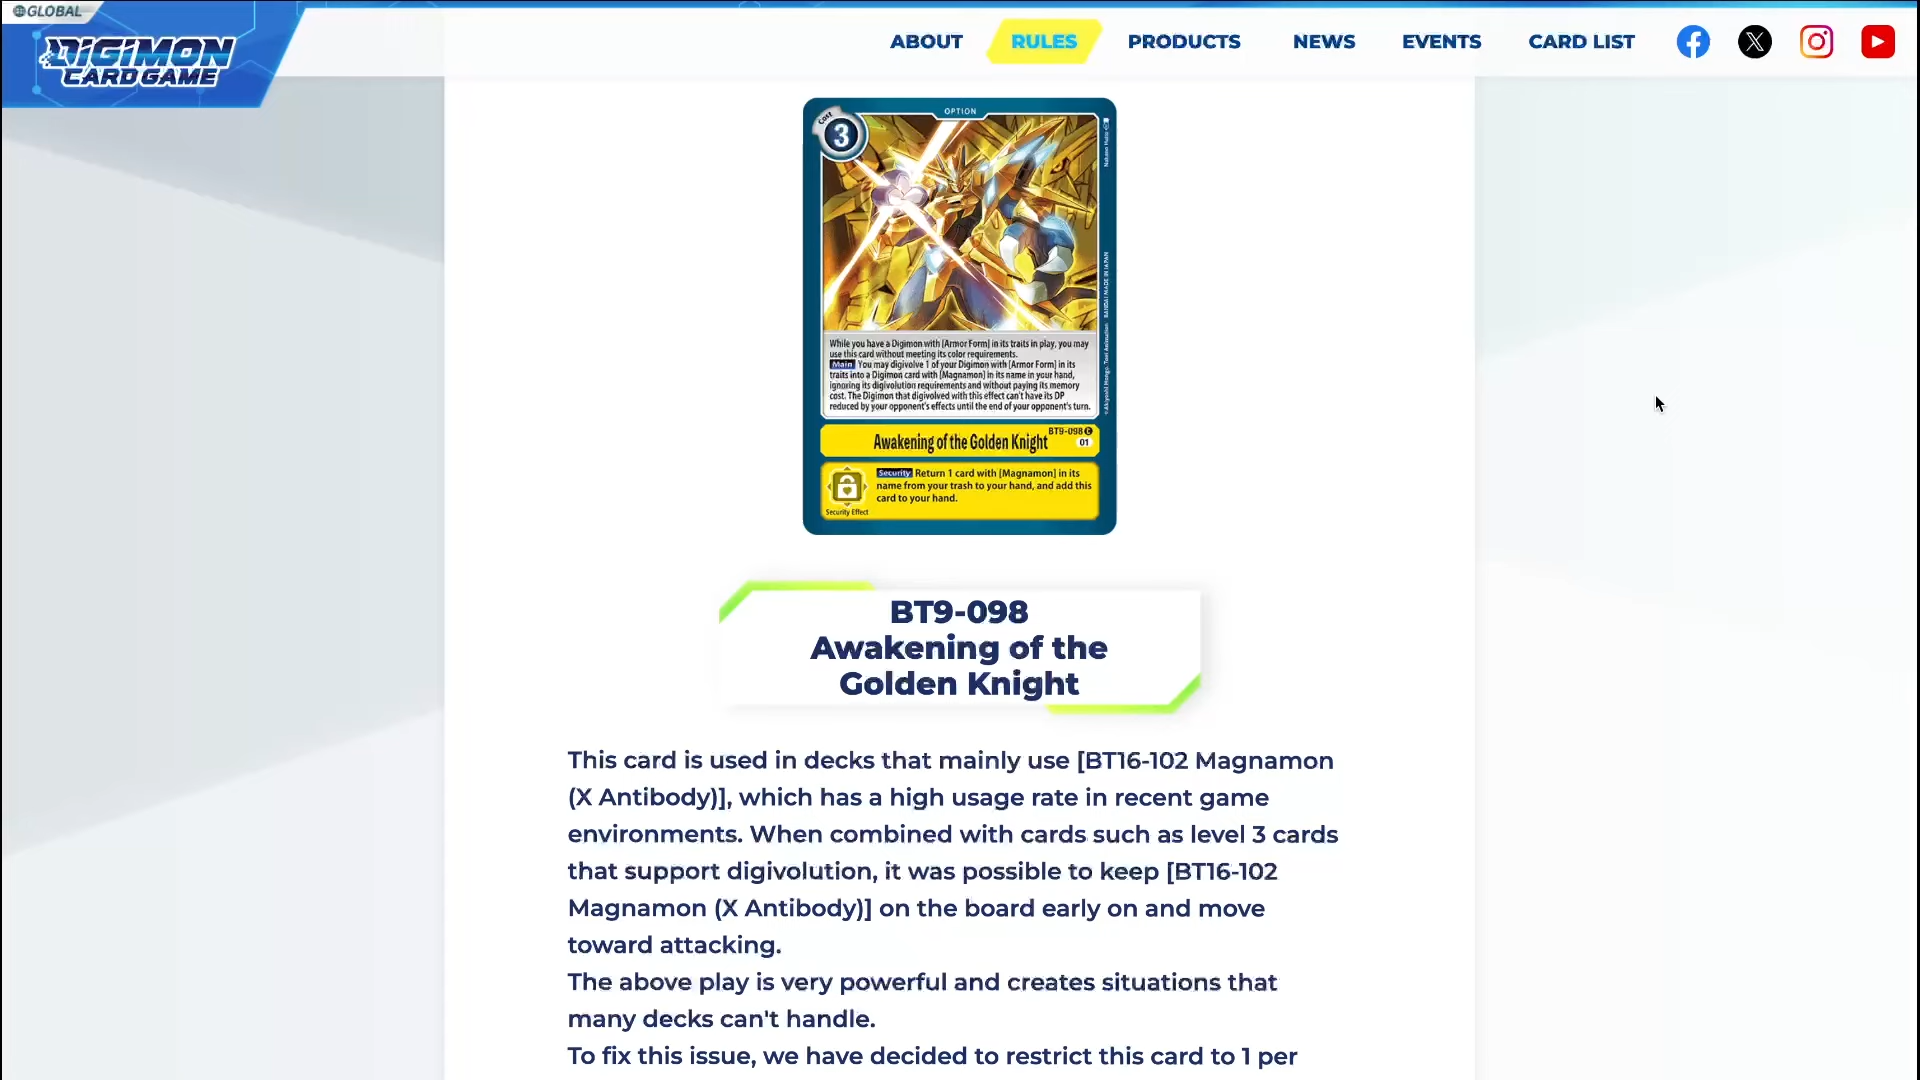 GLOBAL
DIGIMON
CARD GAME
ABOUT
RULES
PRODUCTS
NEWS
EVENTS
CARD LIST
OPTION
Cost
3
While you have a Digimon with [Armor Form] in its traits in play, you may
use this card without meeting its color requirements.
Main You may digivolve 1 of your Digimon with [Armor Form] in its
traits into a Digimon card with [Magnamon] in its name in your hand,
ignoring its digivolution requirements and without paying its memory
cost. The Digimon that digivolved with this effect can't have its DP
reduced by your opponent's effects until the end of your opponent's turn.
BT9-098 C
Awakening of the Golden Knight
01
Security Return 1 card with [Magnamon] in its
name from your trash to your hand, and add this
card to your hand.
Security Effect
BT9-098
Awakening of the
Golden Knight
This card is used in decks that mainly use [BT16-102 Magnamon
(X Antibody)], which has a high usage rate in recent game
environments. When combined with cards such as level 3 cards
that support digivolution, it was possible to keep [BT16-102
Magnamon (X Antibody)] on the board early on and move
toward attacking.
The above play is very powerful and creates situations that
many decks can't handle.
To fix this issue, we have decided to restrict this card to 1 per